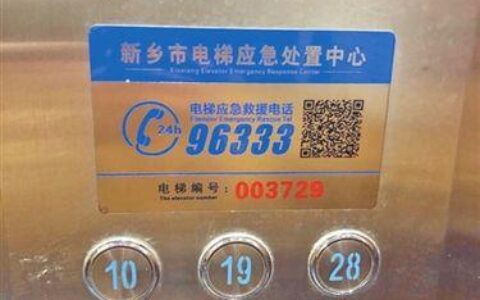 新乡市电梯应急处置中心
Xinxiang Elevator Emergency Response Center
电梯应急救援电话
Elevator Emergency Rescue Tel
24h
96333
电梯编号:003729
The elevator number
10 19 28